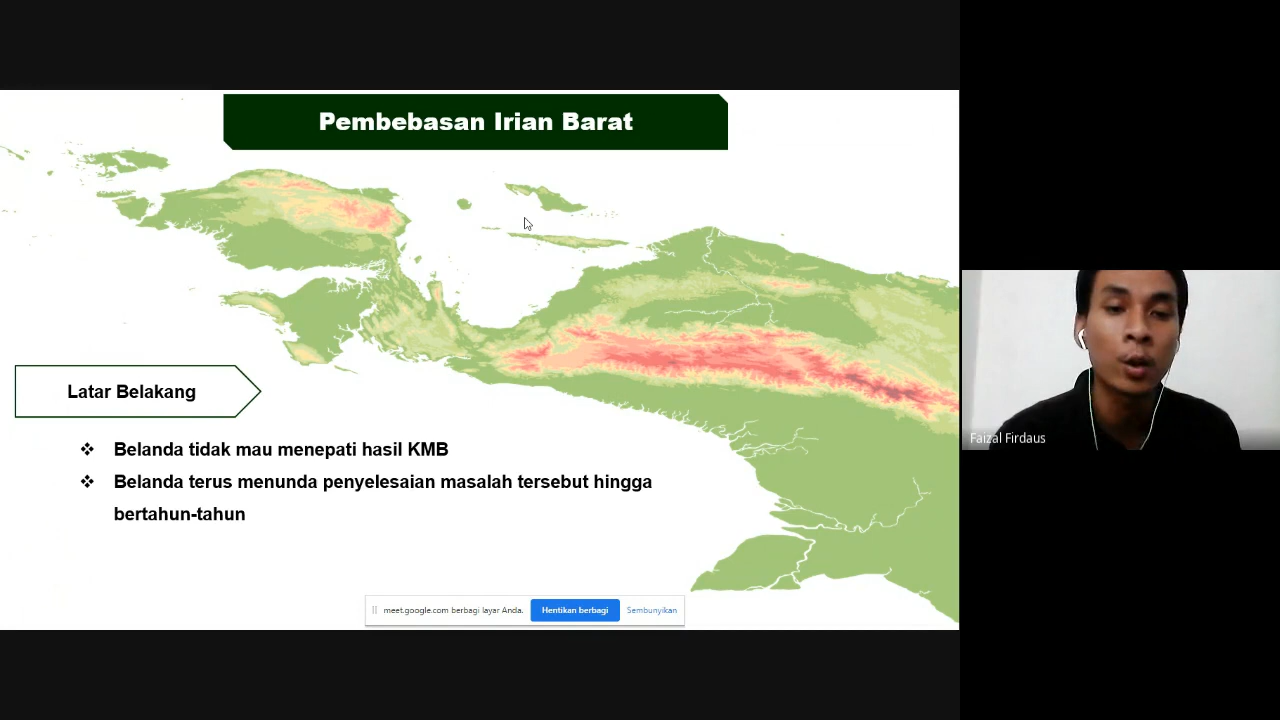 Pembebasan Irian Barat
Latar Belakang
❖ Belanda tidak mau menepati hasil KMB
❖ Belanda terus menunda penyelesaian masalah tersebut hingga
bertahun-tahun
meet.google.com berbagi layar Anda. Hentikan berbagi Sembunyikan
Faizal Firdaus